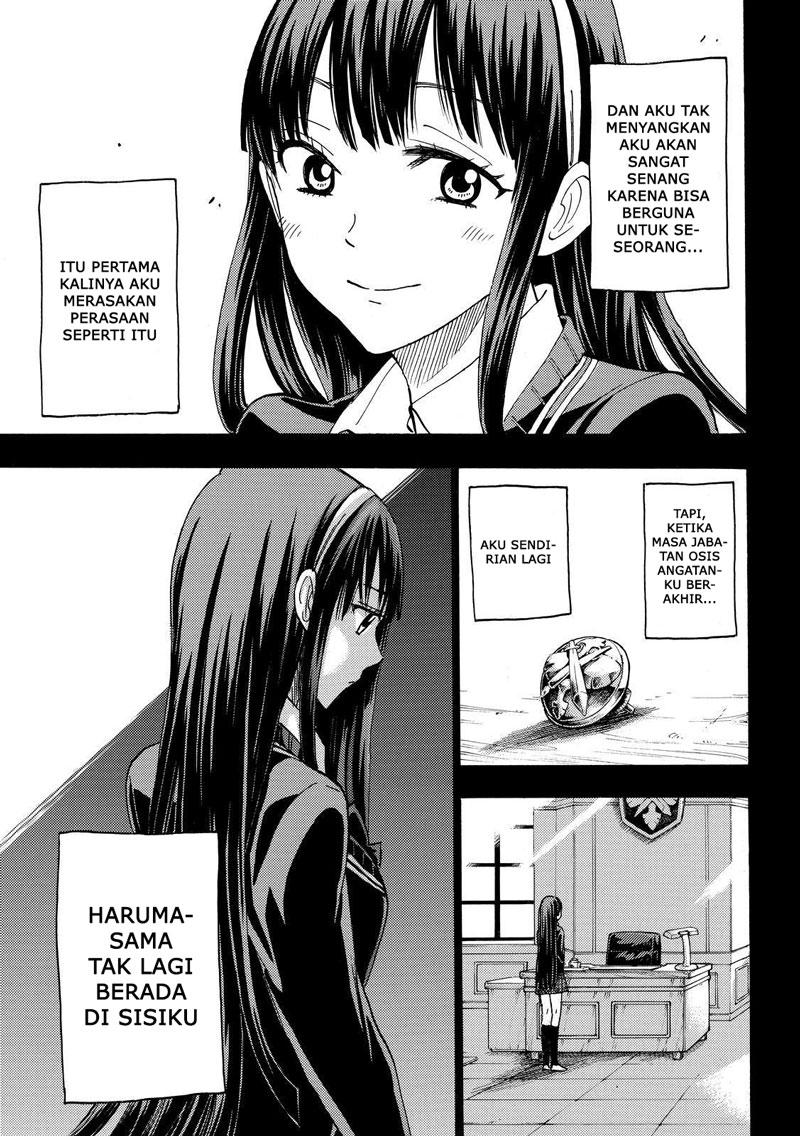 DAN AKU TAK
MENYANGKAN
AKU AKAN
SANGAT
SENANG
KARENA BISA
BERGUNA
UNTUK SE-
SEORANG...
ITU PERTAMA
KALINYA AKU
MERASAKAN
PERASAAN
SEPERTI ITU
TAPI,
KETIKA
MASA JABA-
TAN OSIS
ANGATAN-
KU BER-
AKHIR...
AKU SENDI-
RIAN LAGI
HARUMA-
SAMA
TAK LAGI
BERADA
DI SISIKU